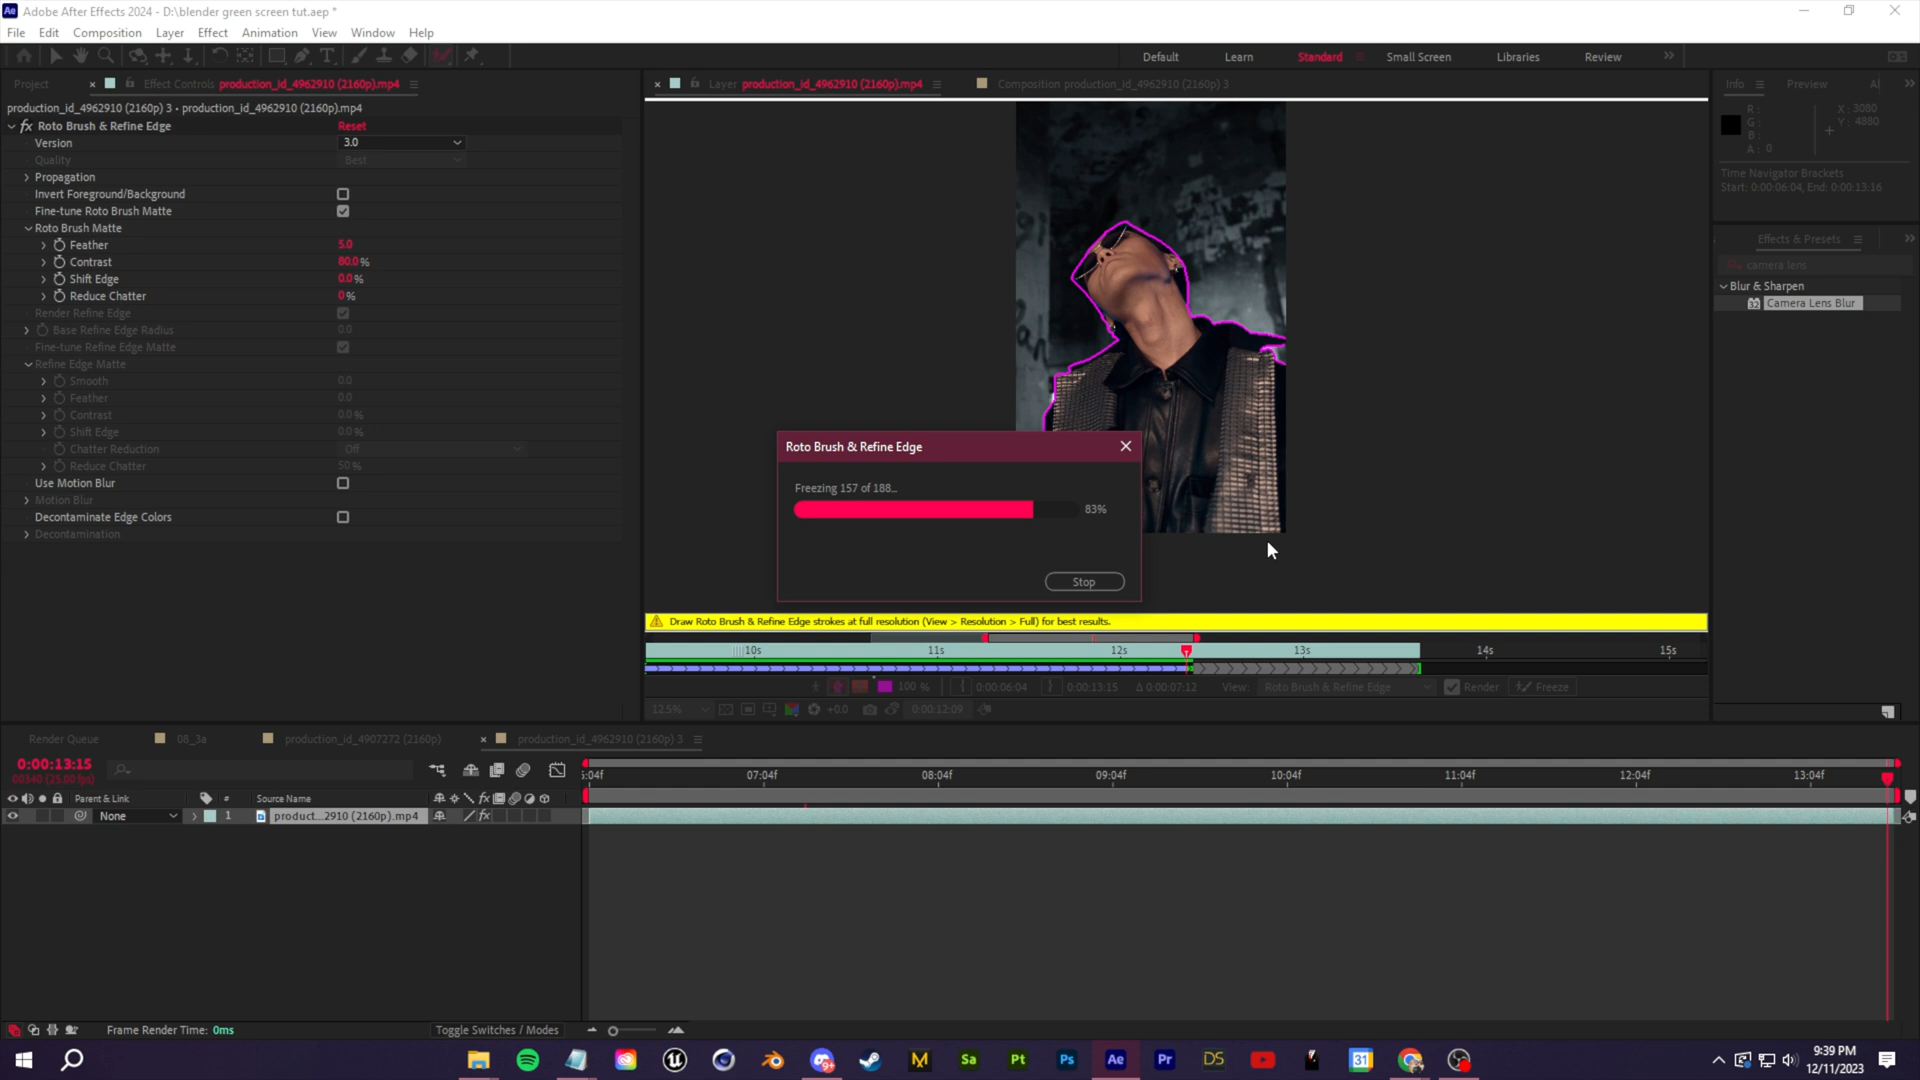 Adobe After Effects 2024 - D:\blender green screen tut.aep *
File Edit Composition Layer Effect Animation View Window Help
Default Learn Standard Small Screen Libraries Review
Project
Effect Controls production_id_4962910 (2160p).mp4
Layer production_id_4962910 (2160p).mp4
Composition production_id_4962910 (2160p) 3
Info Preview
production_id_4962910 (2160p) 3 • production_id_4962910 (2160p).mp4
fx Roto Brush & Refine Edge Reset
Version 3.0
Quality Best
Propagation
Invert Foreground/Background
Fine-tune Roto Brush Matte
Roto Brush Matte
Feather 5.0
Contrast 80.0 %
Shift Edge 0.0 %
Reduce Chatter 0 %
Render Refine Edge
Base Refine Edge Radius 0.0
Fine-tune Refine Edge Matte
Refine Edge Matte
Smooth 0.0
Feather 0.0
Contrast 0.0 %
Shift Edge 0.0 %
Chatter Reduction Off
Reduce Chatter 50 %
Use Motion Blur
Motion Blur
Decontaminate Edge Colors
Decontamination
R :
G :
B :
A : 0
X : 3080
Y : 4880
Time Navigator Brackets
Start: 0:00:06:04, End: 0:00:13:16
Effects & Presets
camera lens
Blur & Sharpen
32 Camera Lens Blur
Roto Brush & Refine Edge
Freezing 157 of 188...
83%
Stop
Draw Roto Brush & Refine Edge strokes at full resolution (View > Resolution > Full) for best results.
10s 11s 12s 13s 14s 15s
100 % 0:00:06:04 0:00:13:15 Δ 0:00:07:12 View: Roto Brush & Refine Edge Render Freeze
12.5% +0.0 0:00:12:09
Render Queue 08_3a production_id_4907272 (2160p) production_id_4962910 (2160p) 3
0:00:13:15
00340 (25.00 fps)
5:04f 07:04f 08:04f 09:04f 10:04f 11:04f 12:04f 13:04f
Parent & Link # Source Name fx
None 1 product...2910 (2160p).mp4 fx
Frame Render Time: 0ms
Toggle Switches / Modes
9+ M Sa Pt Ps Ae Pr DS 31
9:39 PM
12/11/2023